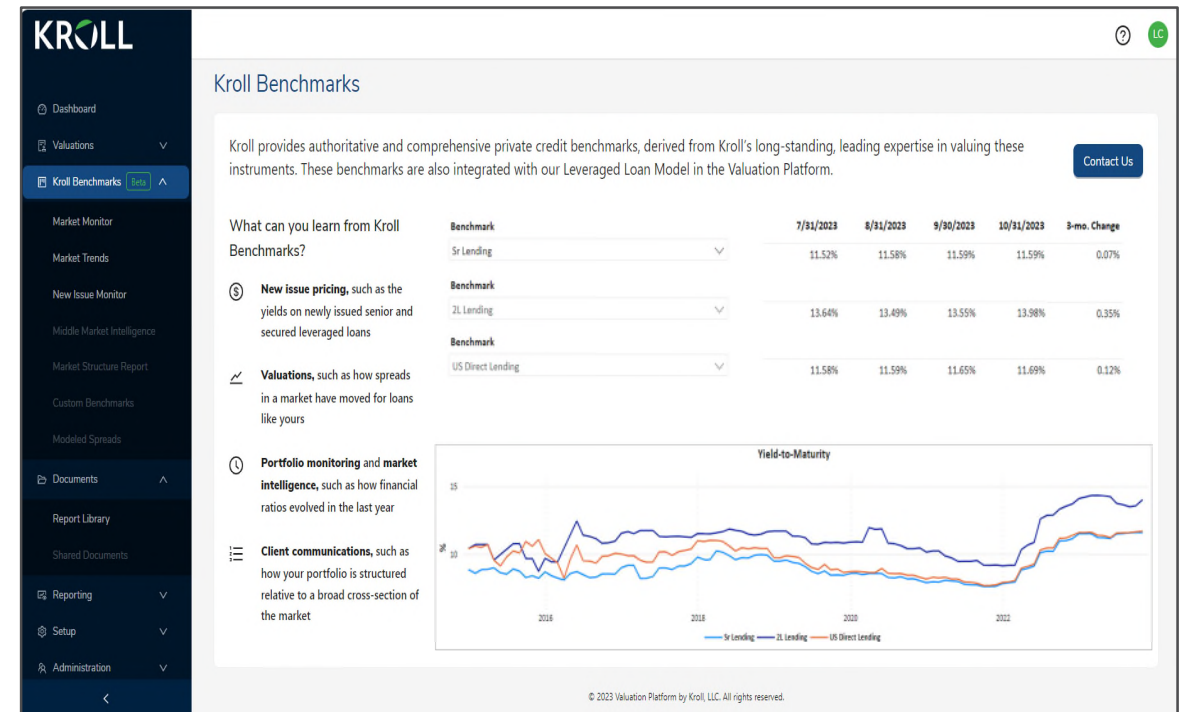 KROLL
LC
Dashboard
Valuations
Kroll Benchmarks Beta
Market Monitor
Market Trends
New Issue Monitor
Middle Market Intelligence
Market Structure Report
Custom Benchmarks
Modeled Spreads
Documents
Report Library
Shared Documents
Reporting
Setup
Administration
Kroll Benchmarks
Kroll provides authoritative and comprehensive private credit benchmarks, derived from Kroll's long-standing, leading expertise in valuing these
instruments. These benchmarks are also integrated with our Leveraged Loan Model in the Valuation Platform.
Contact Us
What can you learn from Kroll
Benchmarks?
New issue pricing, such as the
yields on newly issued senior and
secured leveraged loans
Valuations, such as how spreads
in a market have moved for loans
like yours
Portfolio monitoring and market
intelligence, such as how financial
ratios evolved in the last year
Client communications, such as
how your portfolio is structured
relative to a broad cross-section of
the market
Benchmark 7/31/2023 8/31/2023 9/30/2023 10/31/2023 3-mo. Change
Sr Lending 11.52% 11.58% 11.59% 11.59% 0.07%
Benchmark
2L Lending 13.64% 13.49% 13.55% 13.98% 0.35%
Benchmark
US Direct Lending 11.58% 11.59% 11.65% 11.69% 0.12%
Yield-to-Maturity
15
%
10
2016 2018 2020 2022
Sr Lending 2L Lending US Direct Lending
© 2023 Valuation Platform by Kroll, LLC. All rights reserved.